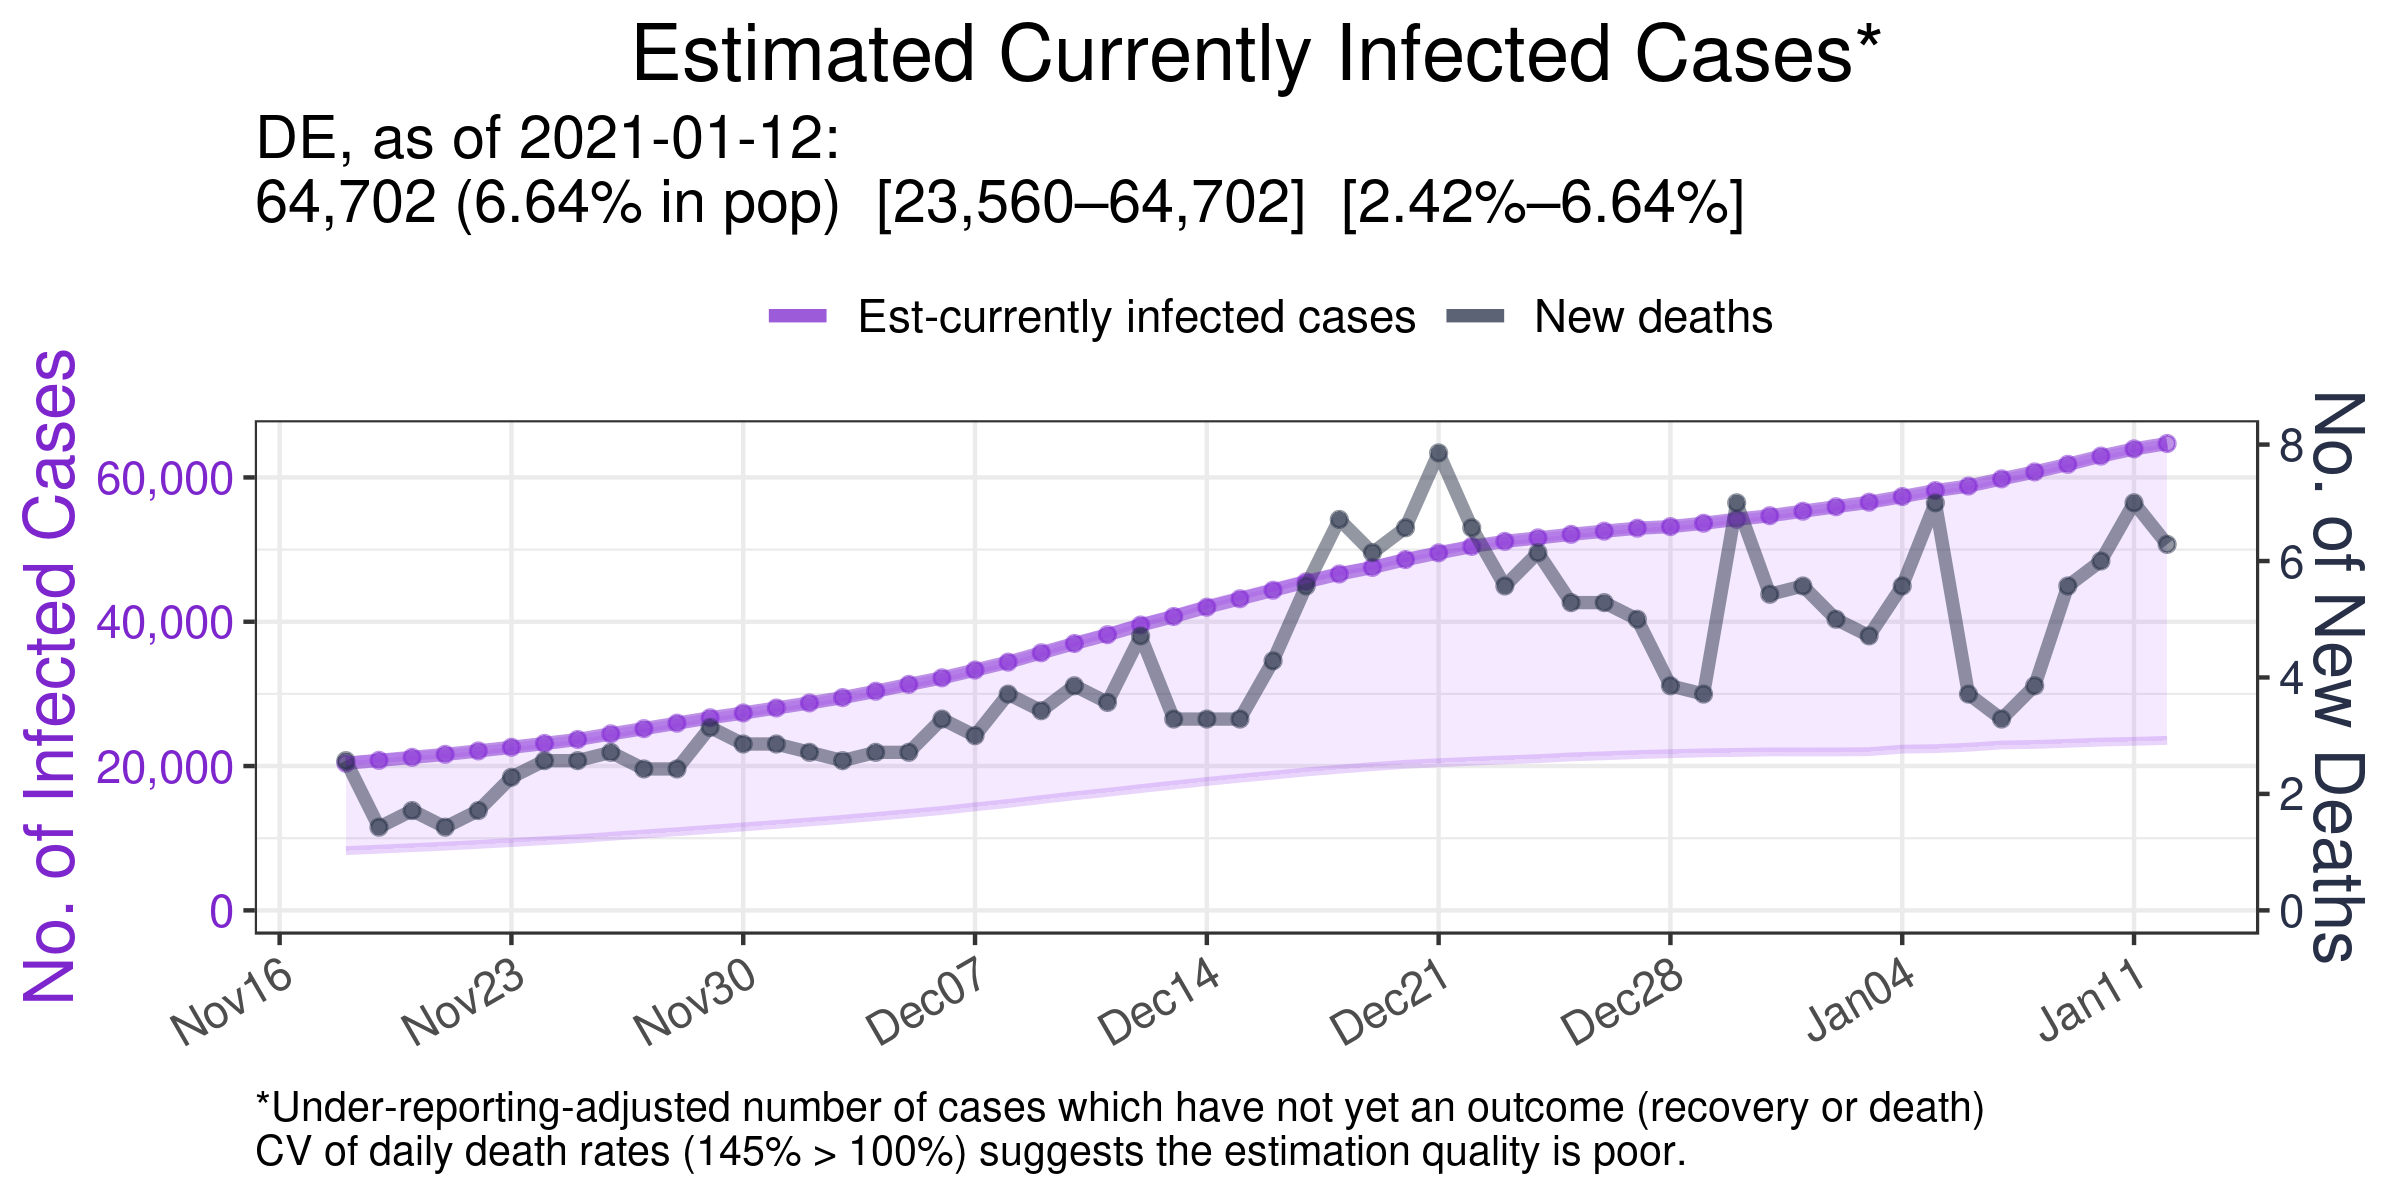 Estimated Currently Infected Cases*
DE, as of 2021-01-12:
64,702 (6.64% in pop)  [23,560–64,702]  [2.42%–6.64%]
Est-currently infected cases
New deaths
No. of Infected Cases
60,000
40,000
20,000
0
8
6
4
2
0
No. of New Deaths
Nov16
Nov23
Nov30
Dec07
Dec14
Dec21
Dec28
Jan04
Jan11
*Under-reporting-adjusted number of cases which have not yet an outcome (recovery or death)
CV of daily death rates (145% > 100%) suggests the estimation quality is poor.